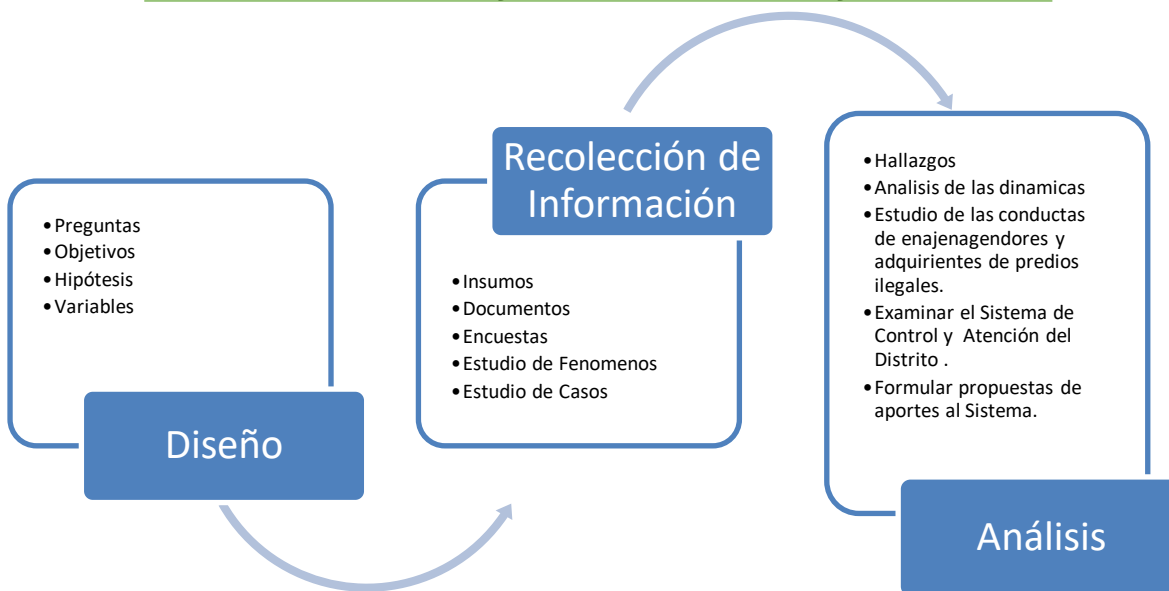 •Preguntas
•Objetivos
•Hipótesis
•Variables
Diseño
Recolección de
Información
•Insumos
•Documentos
•Encuestas
•Estudio de Fenomenos
•Estudio de Casos
•Hallazgos
•Analisis de las dinamicas
•Estudio de las conductas
de enajenagendores y
adquirientes de predios
ilegales.
•Examinar el Sistema de
Control y Atención del
Distrito .
•Formular propuestas de
aportes al Sistema.
Análisis